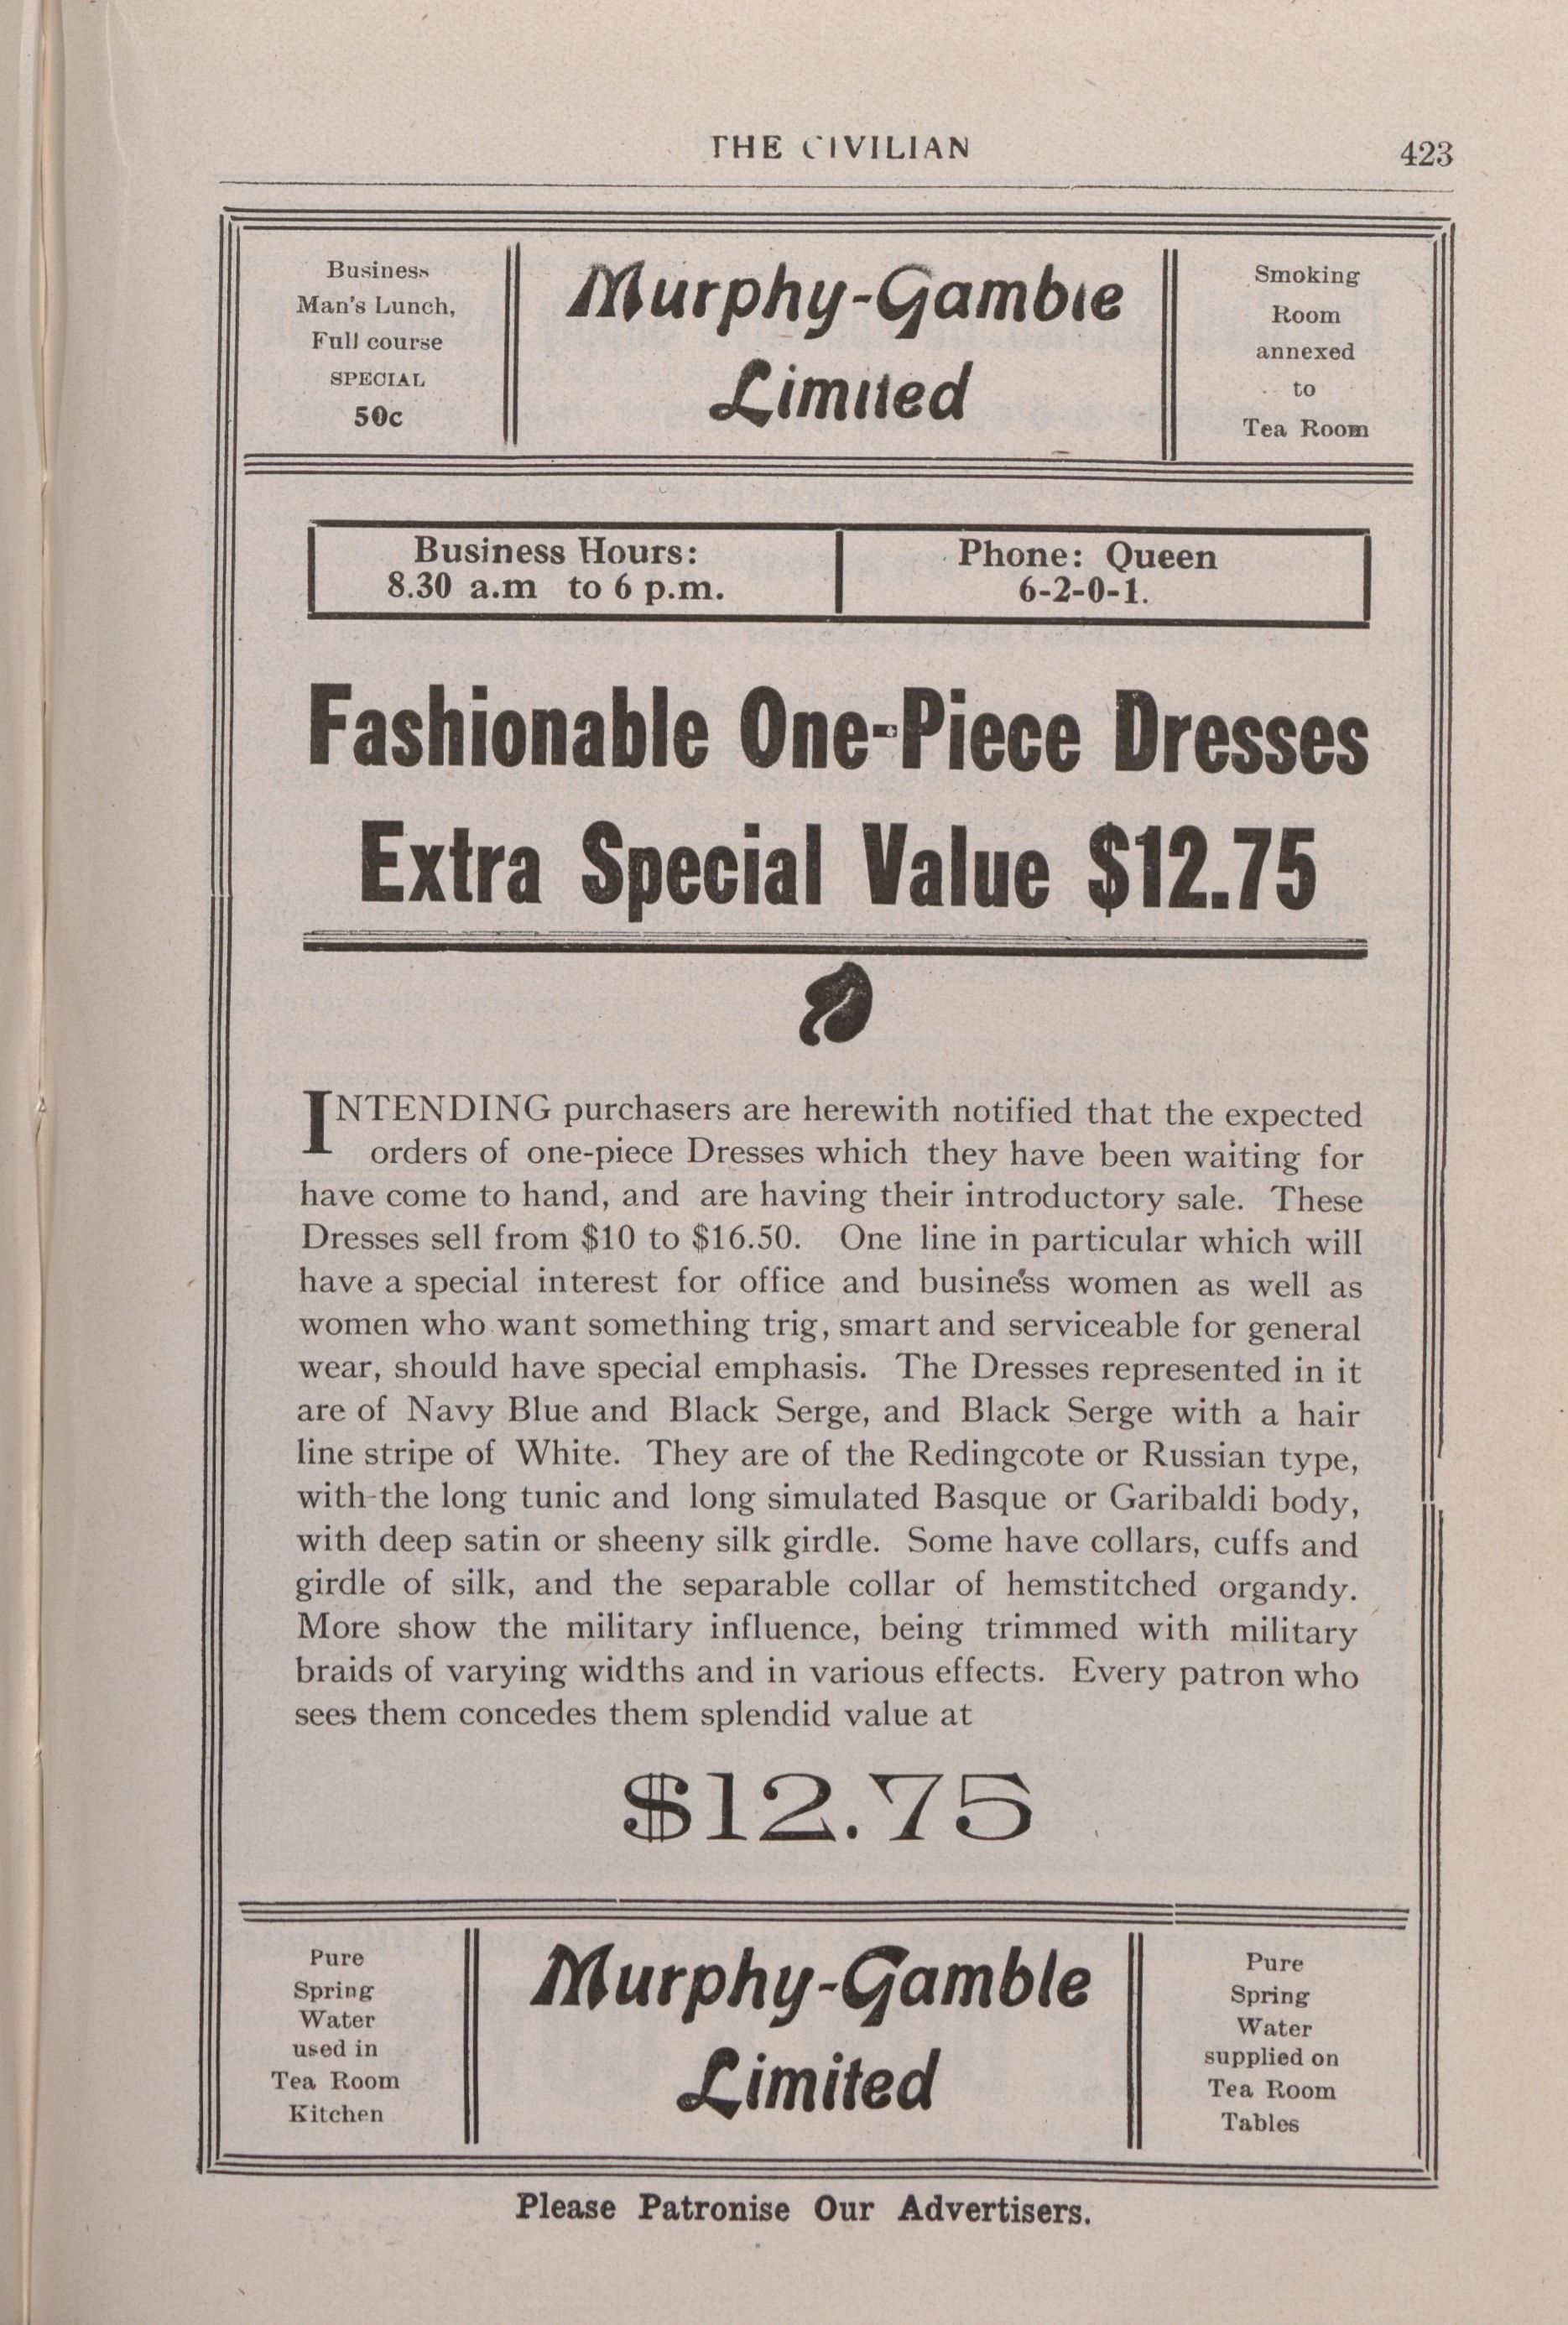 THE CIVILIAN
423
Business
Man's Lunch,
Full course
SPECIAL
50c
Murphy-Gamble
Limited
Smoking
Room
annexed
to
Tea Room
Business Hours:
8.30 a.m to 6 p.m.
Phone: Queen
6-2-0-1.
Fashionable One-Piece Dresses
Extra Special Value $12.75
INTENDING purchasers are herewith notified that the expected
orders of one-piece Dresses which they have been waiting for
have come to hand, and are having their introductory sale. These
Dresses sell from $10 to $16.50. One line in particular which will
have a special interest for office and business women as well as
women who want something trig, smart and serviceable for general
wear, should have special emphasis. The Dresses represented in it
are of Navy Blue and Black Serge, and Black Serge with a hair
line stripe of White. They are of the Redingcote or Russian type,
with-the long tunic and long simulated Basque or Garibaldi body,
with deep satin or sheeny silk girdle. Some have collars, cuffs and
girdle of silk, and the separable collar of hemstitched organdy.
More show the military influence, being trimmed with military
braids of varying widths and in various effects. Every patron who
sees them concedes them splendid value at
$12.75
Pure
Spring
Water
used in
Tea Room
Kitchen
Murphy-Gamble
Limited
Pure
Spring
Water
supplied on
Tea Room
Tables
Please Patronise Our Advertisers.